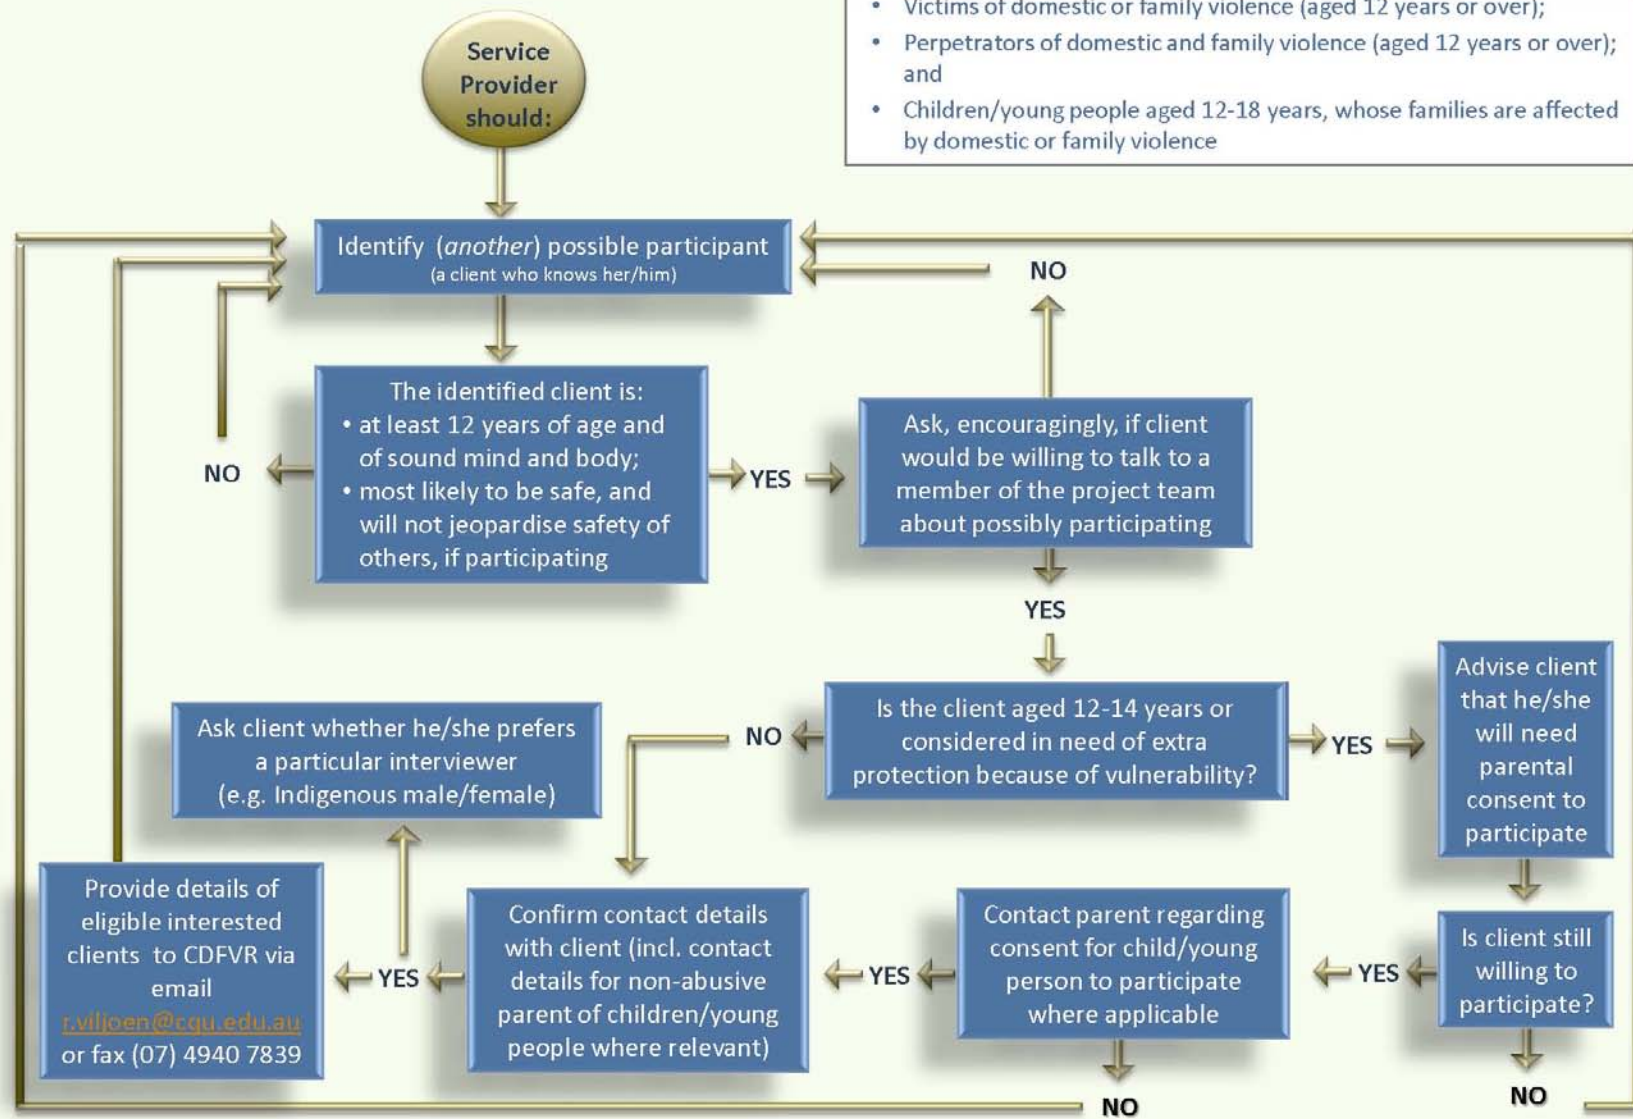 Victims of domestic or family violence (aged 12 years or over);
• Perpetrators of domestic and family violence (aged 12 years or over);
and
• Children/young people aged 12-18 years, whose families are affected
by domestic or family violence
Service
Provider
should:
Identify (another) possible participant
(a client who knows her/him)
NO
The identified client is:
• at least 12 years of age and
of sound mind and body;
• most likely to be safe, and
will not jeopardise safety of
others, if participating
NO
YES
Ask, encouragingly, if client
would be willing to talk to a
member of the project team
about possibly participating
YES
Is the client aged 12-14 years or
considered in need of extra
protection because of vulnerability?
NO
YES
Advise client
that he/she
will need
parental
consent to
participate
Ask client whether he/she prefers
a particular interviewer
(e.g. Indigenous male/female)
Provide details of
eligible interested
clients to CDFVR via
email
r.viljoen@cqu.edu.au
or fax (07) 4940 7839
YES
Confirm contact details
with client (incl. contact
details for non-abusive
parent of children/young
people where relevant)
YES
Contact parent regarding
consent for child/young
person to participate
where applicable
YES
Is client still
willing to
participate?
NO
NO